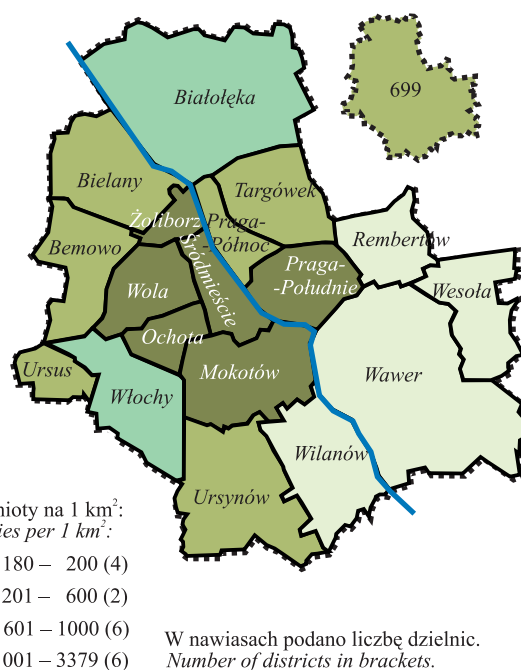 Białołęka
699
Bielany
Targówek
Żoliborz
Praga-
-Północ
Rembertów
Bemowo
Śródmieście
Praga-
-Południe
Wesoła
Wola
Ochota
Ursus
Włochy
Mokotów
Wawer
Wilanów
Ursynów
nioty na 1 km²:
ies per 1 km²:
180 – 200 (4)
201 – 600 (2)
601 – 1000 (6)
001 – 3379 (6)
W nawiasach podano liczbę dzielnic.
Number of districts in brackets.